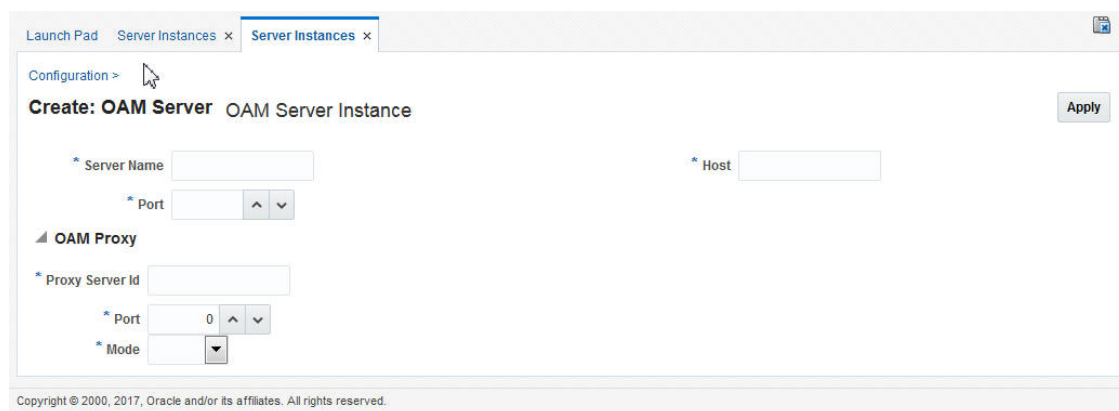 Launch Pad Server Instances × Server Instances ×
Configuration >
Create: OAM Server OAM Server Instance Apply
* Server Name * Host
* Port
OAM Proxy
* Proxy Server Id
* Port 0
* Mode
Copyright © 2000, 2017, Oracle and/or its affiliates. All rights reserved.